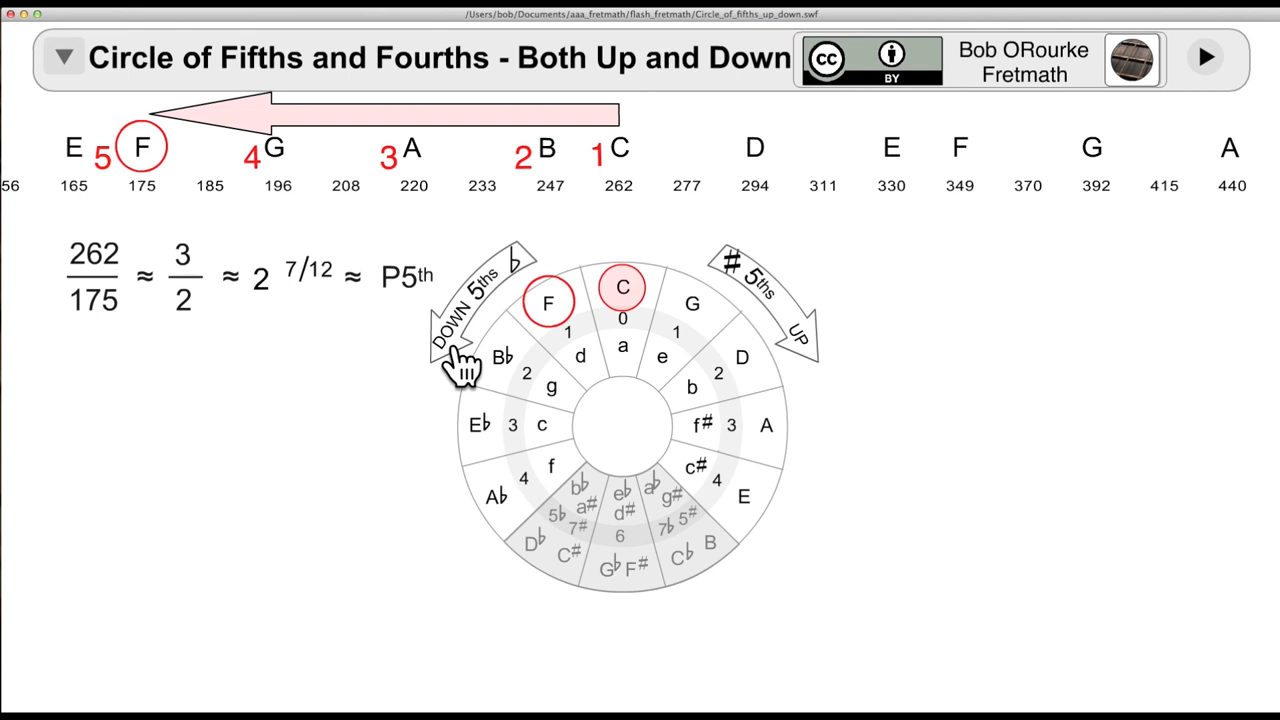 /Users/bob/Documents/aaa_fretmath/flash_fretmath/Circle_of_fifths_up_down.swf
Circle of Fifths and Fourths - Both Up and Down
cc
BY
Bob ORourke
Fretmath
E 5 F 4 G 3 A 2 B 1 C D E F G A
56 165 175 185 196 208 220 233 247 262 277 294 311 330 349 370 392 415 440
262/175 ≈ 3/2 ≈ 2 7/12 ≈ P5th
DOWN 5ths ♭
♯ 5ths UP
F C G
1 0 1
d a e
B♭ D
2 2
g b
E♭ 3 c f♯ 3 A
f c♯
4 4
A♭ E
b♭ e♭ a♭
a♯ d♯ g♯
5♭ 5♯
7♯ 6 7♭
D♭ B
C♯ G♭ F♯ C♭